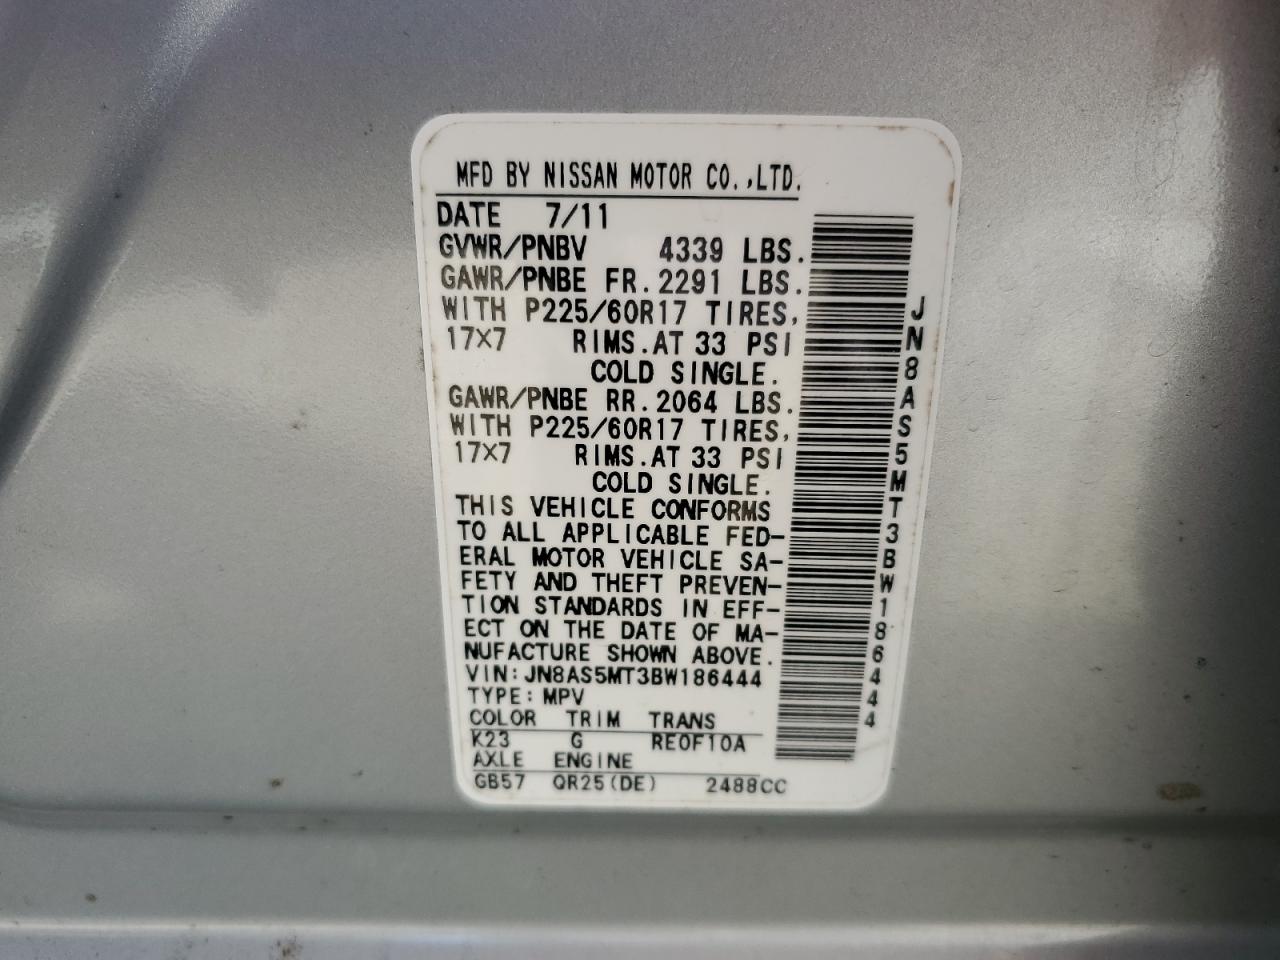 MFD BY NISSAN MOTOR CO.,LTD.
DATE 7/11
GVWR/PNBV 4339 LBS.
GAWR/PNBE FR.2291 LBS.
WITH P225/60R17 TIRES,
17X7 RIMS.AT 33 PSI
COLD SINGLE.
GAWR/PNBE RR.2064 LBS.
WITH P225/60R17 TIRES,
17X7 RIMS.AT 33 PSI
COLD SINGLE.
THIS VEHICLE CONFORMS
TO ALL APPLICABLE FED-
ERAL MOTOR VEHICLE SA-
FETY AND THEFT PREVEN-
TION STANDARDS IN EFF-
ECT ON THE DATE OF MA-
NUFACTURE SHOWN ABOVE.
VIN:JN8AS5MT3BW186444
TYPE:MPV
COLOR TRIM TRANS
K23 G RE0F10A
AXLE ENGINE
GB57 QR25(DE) 2488CC
JN8AS5MT3BW186444